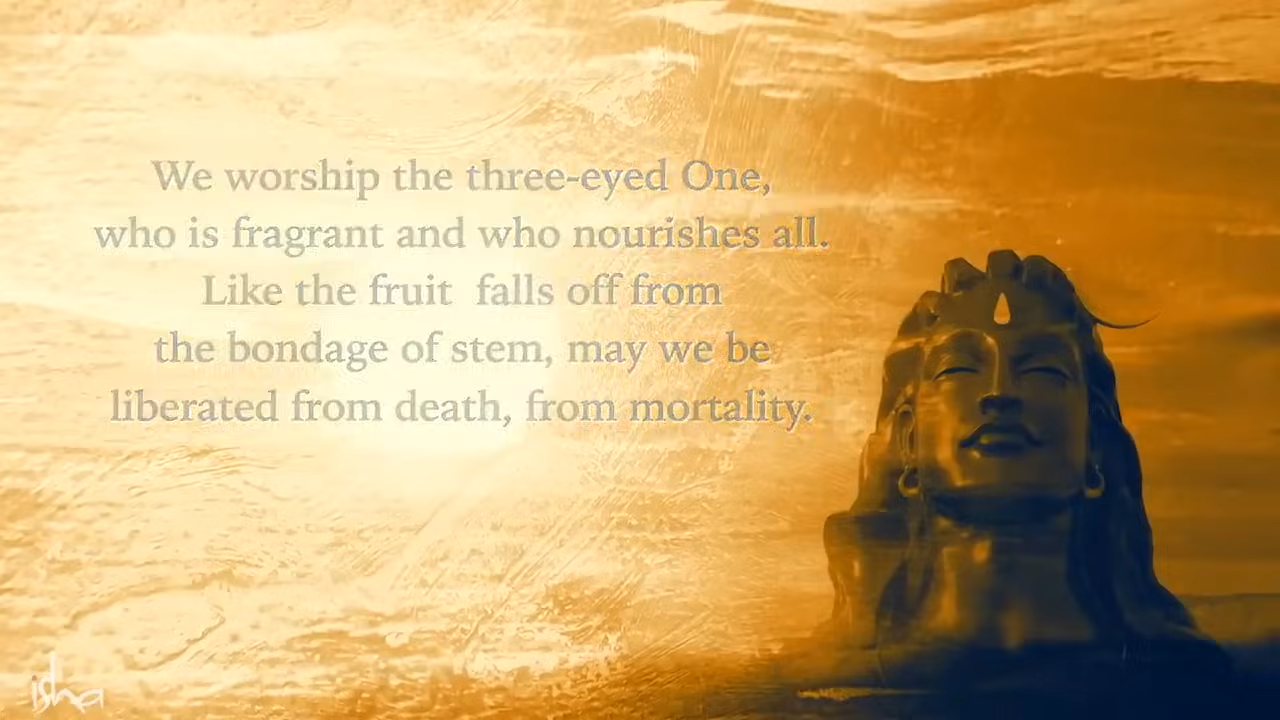 We worship the three-eyed One,
who is fragrant and who nourishes all.
Like the fruit falls off from
the bondage of stem, may we be
liberated from death, from mortality.
isha